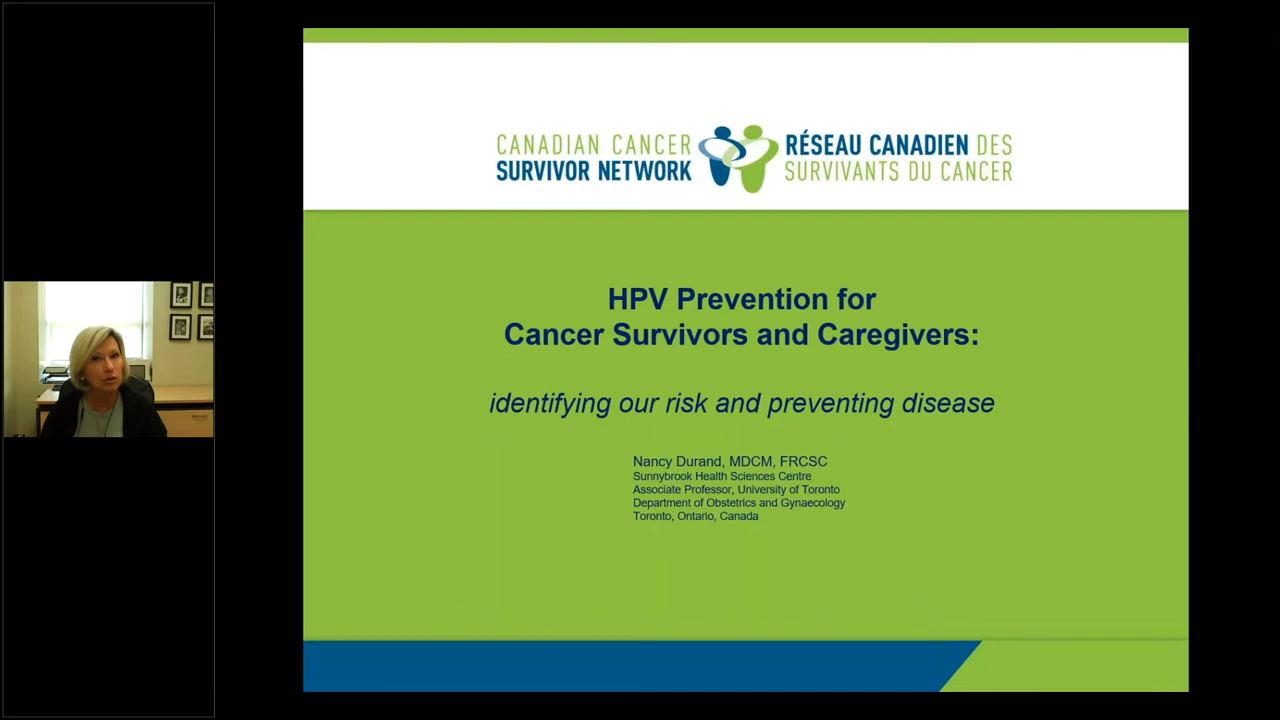 CANADIAN CANCER
SURVIVOR NETWORK
RÉSEAU CANADIEN DES
SURVIVANTS DU CANCER
HPV Prevention for
Cancer Survivors and Caregivers:
identifying our risk and preventing disease
Nancy Durand, MDCM, FRCSC
Sunnybrook Health Sciences Centre
Associate Professor, University of Toronto
Department of Obstetrics and Gynaecology
Toronto, Ontario, Canada